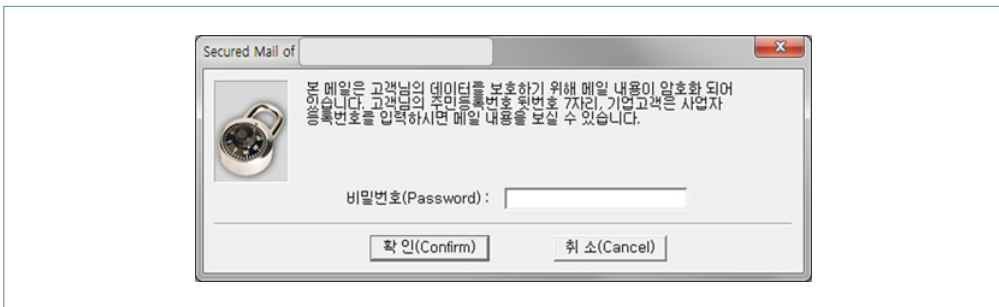 Secured Mail of
본 메일은 고객님의 데이터를 보호하기 위해 메일 내용이 암호화 되어
있습니다. 고객님의 주민등록번호 뒷번호 7자리, 기업고객은 사업자
등록번호를 입력하시면 메일 내용을 보실 수 있습니다.
비밀번호(Password) :
확 인(Confirm) 취 소(Cancel)